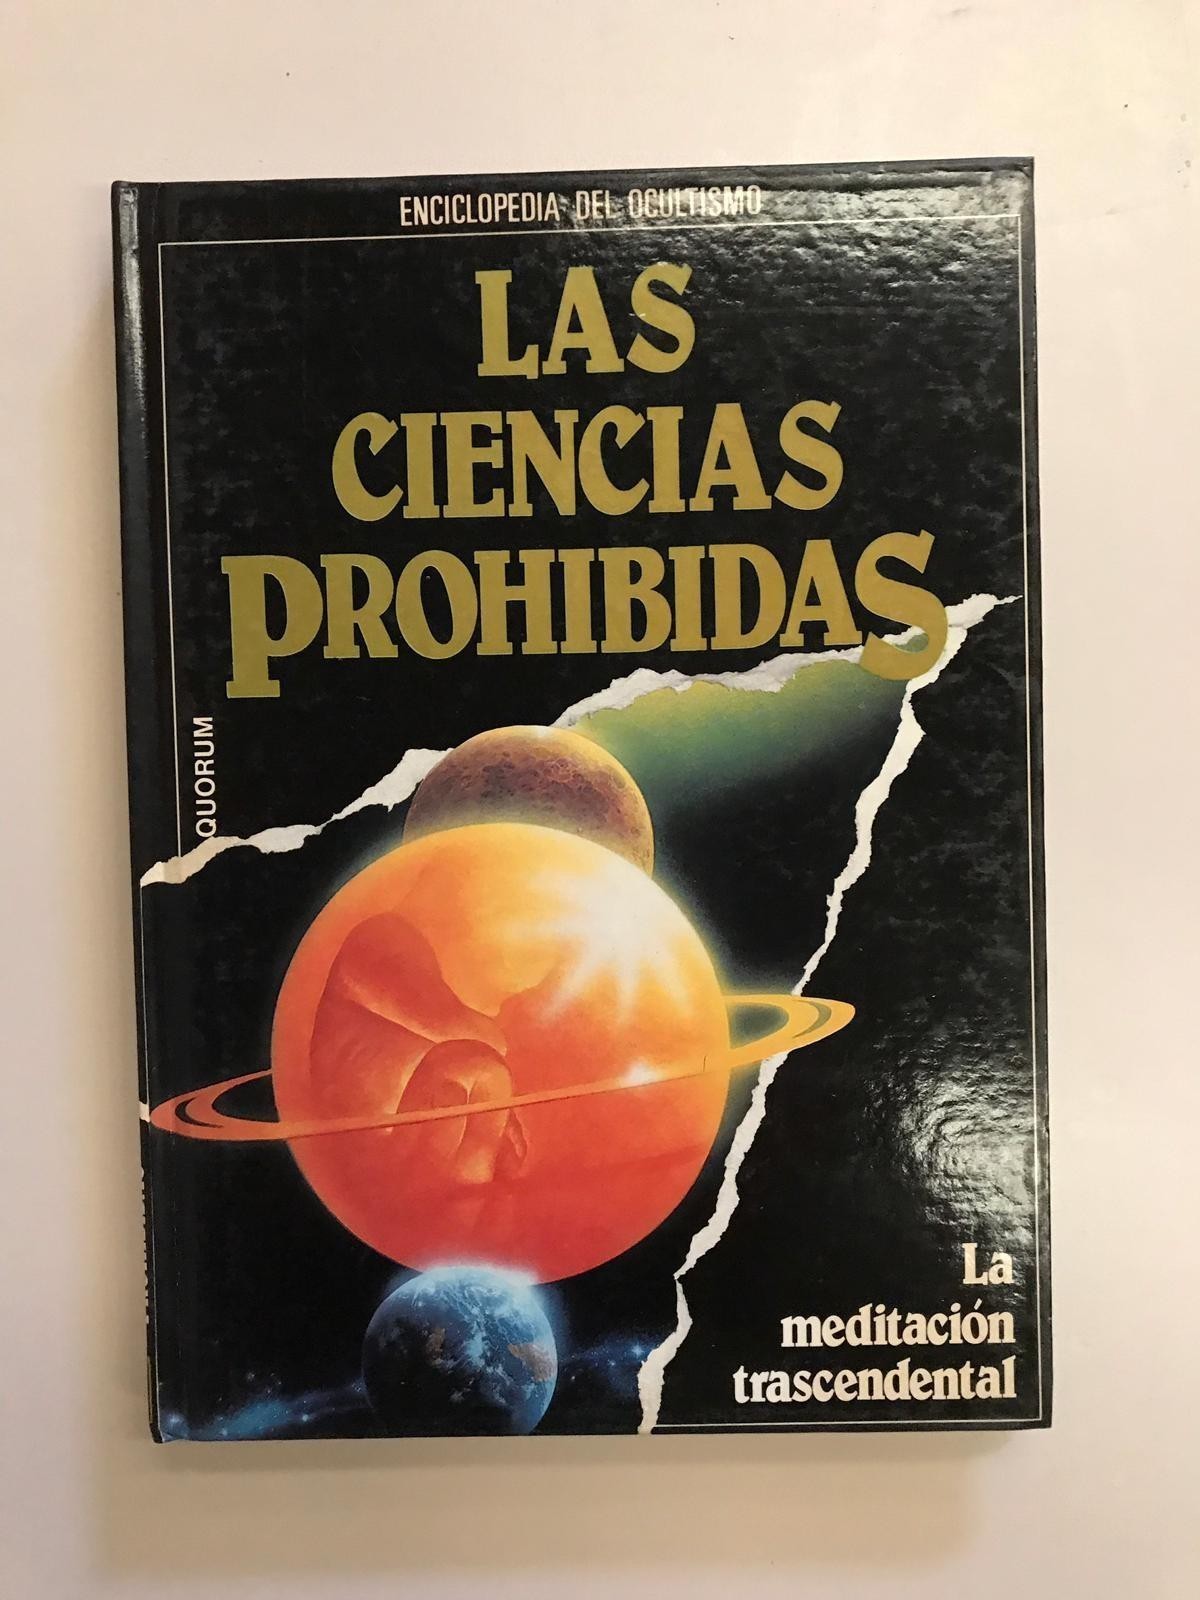 ENCICLOPEDIA DEL OCULTISMO
LAS
CIENCIAS
PROHIBIDAS
QUORUM
La
meditación
trascendental